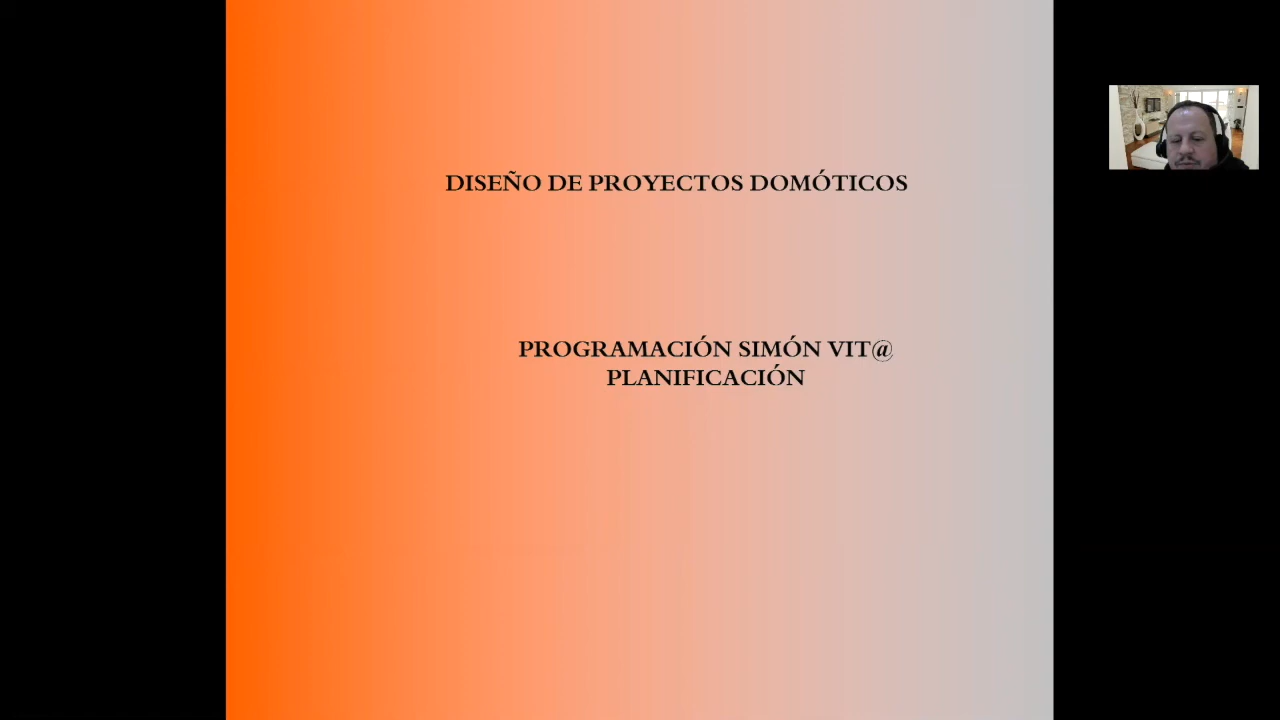 DISEÑO DE PROYECTOS DOMÓTICOS
PROGRAMACIÓN SIMÓN VIT@
PLANIFICACIÓN